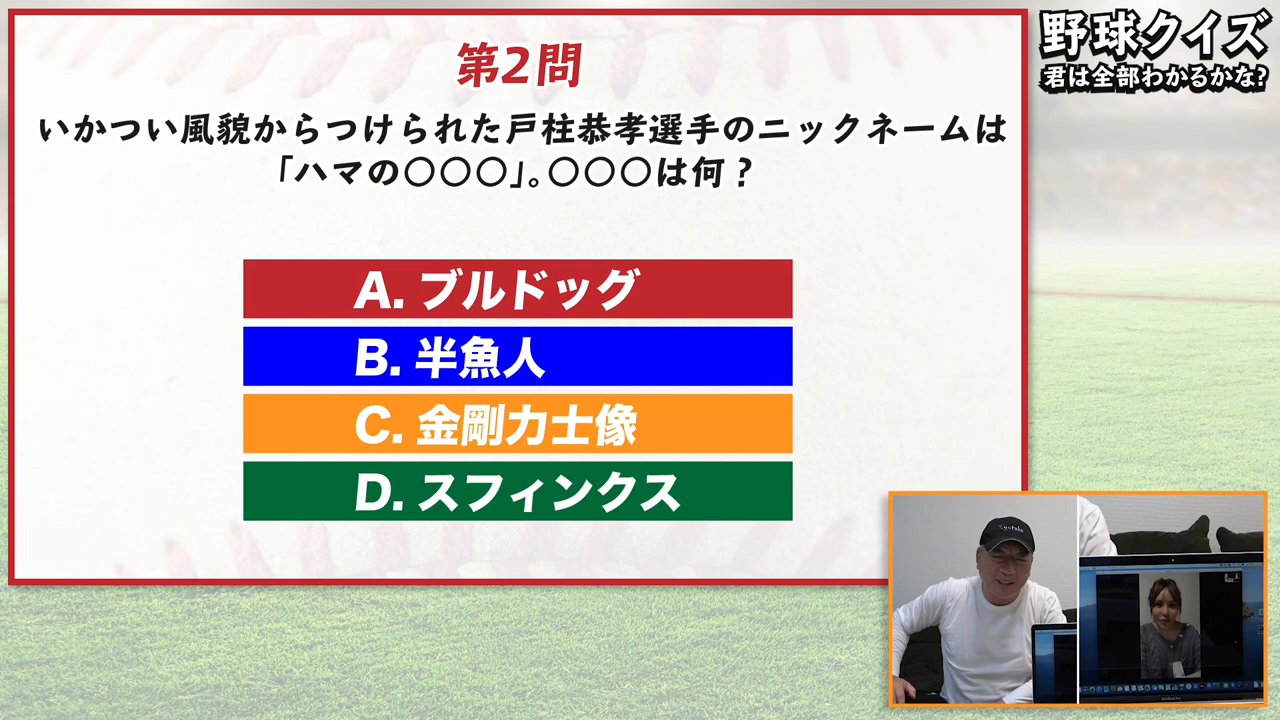 第2問
いかつい風貌からつけられた戸柱恭孝選手のニックネームは
「ハマの〇〇〇」。〇〇〇は何？
A. ブルドッグ
B. 半魚人
C. 金剛力士像
D. スフィンクス
野球クイズ
君は全部わかるかな？